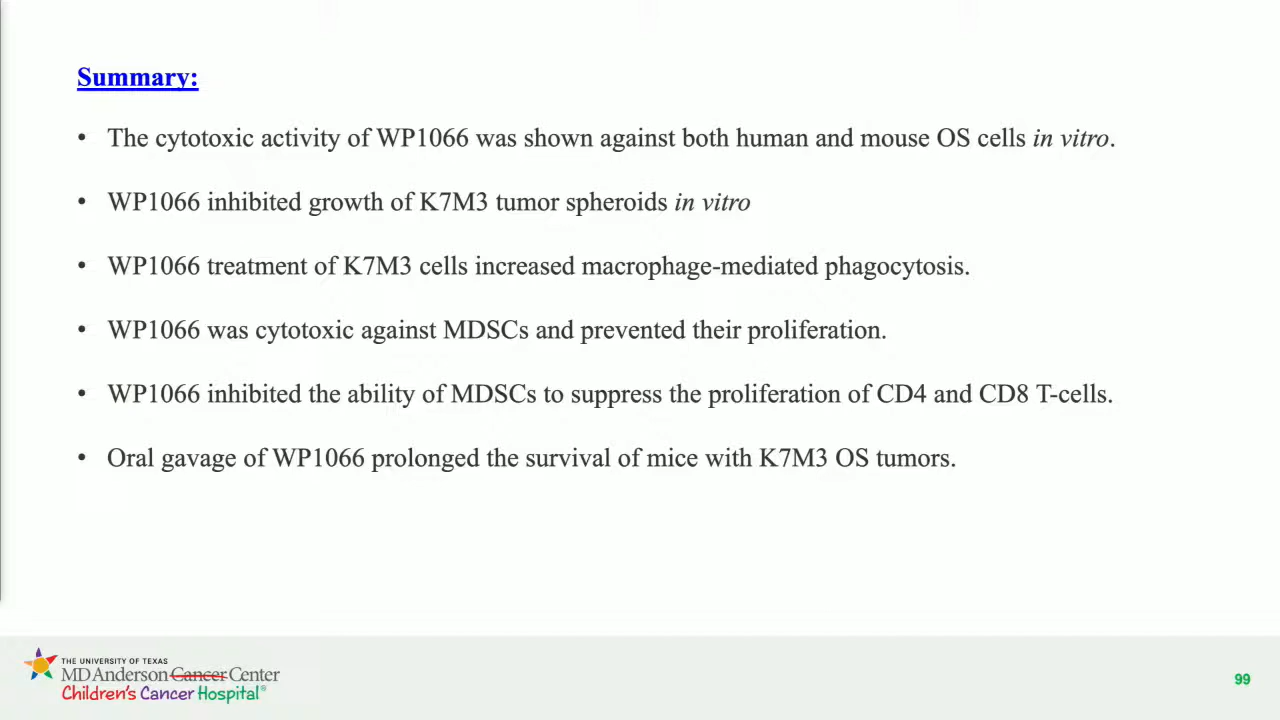 Summary:
• The cytotoxic activity of WP1066 was shown against both human and mouse OS cells in vitro.
• WP1066 inhibited growth of K7M3 tumor spheroids in vitro
• WP1066 treatment of K7M3 cells increased macrophage-mediated phagocytosis.
• WP1066 was cytotoxic against MDSCs and prevented their proliferation.
• WP1066 inhibited the ability of MDSCs to suppress the proliferation of CD4 and CD8 T-cells.
• Oral gavage of WP1066 prolonged the survival of mice with K7M3 OS tumors.
THE UNIVERSITY OF TEXAS
MD Anderson Cancer Center
Children's Cancer Hospital®
99